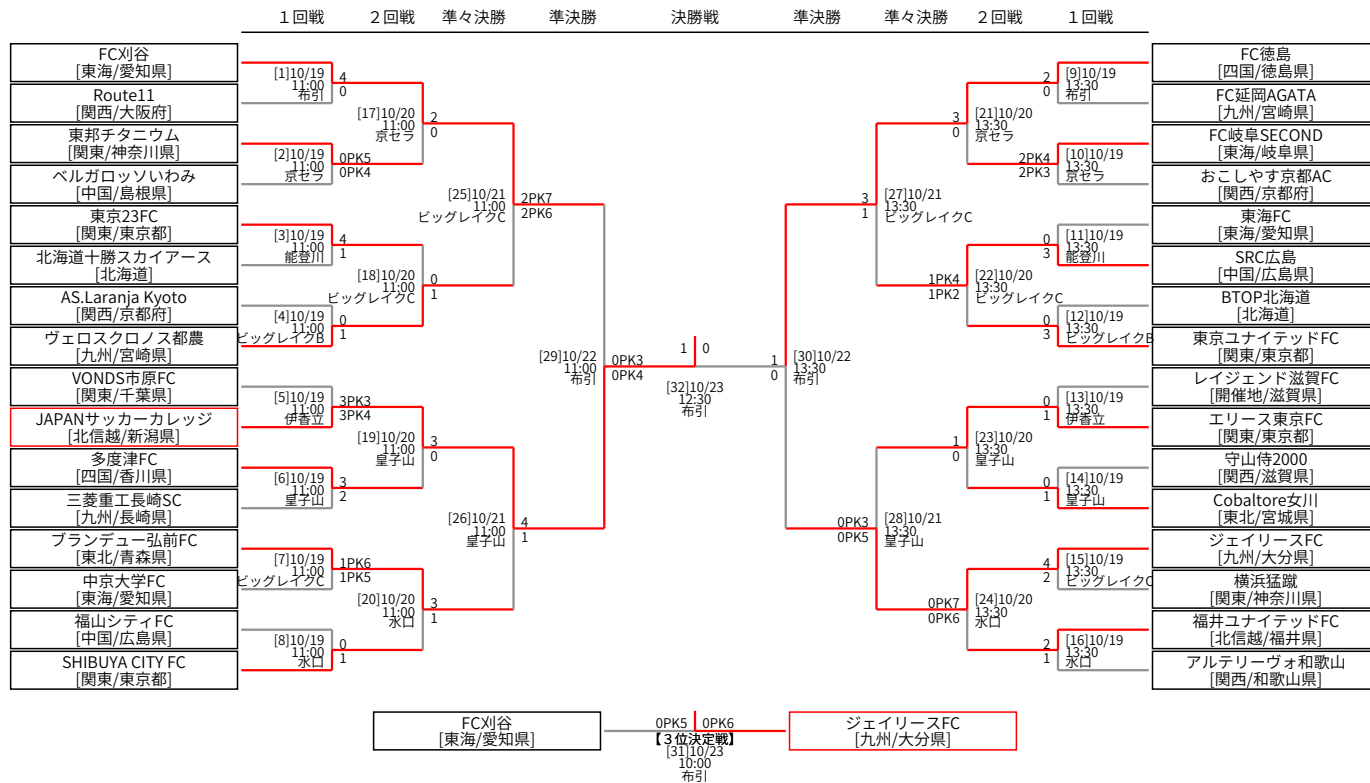 １回戦
２回戦
準々決勝
準決勝
決勝戦
準決勝
準々決勝
２回戦
１回戦
FC刈谷
[東海/愛知県]
Route11
[関西/大阪府]
東邦チタニウム
[関東/神奈川県]
ベルガロッソいわみ
[中国/島根県]
東京23FC
[関東/東京都]
北海道十勝スカイアース
[北海道]
AS.Laranja Kyoto
[関西/京都府]
ヴェロスクロノス都農
[九州/宮崎県]
VONDS市原FC
[関東/千葉県]
JAPANサッカーカレッジ
[北信越/新潟県]
多度津FC
[四国/香川県]
三菱重工長崎SC
[九州/長崎県]
ブランデュー弘前FC
[東北/青森県]
中京大学FC
[東海/愛知県]
福山シティFC
[中国/広島県]
SHIBUYA CITY FC
[関東/東京都]
[1]10/19
11:00
布引
4
0
[2]10/19
11:00
京セラ
0PK5
0PK4
[3]10/19
11:00
能登川
4
1
[4]10/19
11:00
ビッグレイクB
0
1
[5]10/19
11:00
伊香立
3PK3
3PK4
[6]10/19
11:00
皇子山
3
2
[7]10/19
11:00
ビッグレイクC
1PK6
1PK5
[8]10/19
11:00
水口
0
1
[17]10/20
11:00
京セラ
2
0
[18]10/20
11:00
ビッグレイクC
0
1
[19]10/20
11:00
皇子山
3
0
[20]10/20
11:00
水口
3
1
[25]10/21
11:00
ビッグレイクC
2PK7
2PK6
[26]10/21
11:00
皇子山
4
1
[29]10/22
11:00
布引
0PK3
0PK4
1
0
[32]10/23
12:30
布引
1
0
[30]10/22
13:30
布引
3
1
[27]10/21
13:30
ビッグレイクC
0PK3
0PK5
[28]10/21
13:30
皇子山
3
0
[21]10/20
13:30
京セラ
1PK4
1PK2
[22]10/20
13:30
ビッグレイクC
1
0
[23]10/20
13:30
皇子山
0PK7
0PK6
[24]10/20
13:30
水口
2
0
[9]10/19
13:30
布引
2PK4
2PK3
[10]10/19
13:30
京セラ
0
3
[11]10/19
13:30
能登川
0
3
[12]10/19
13:30
ビッグレイクB
0
1
[13]10/19
13:30
伊香立
0
1
[14]10/19
13:30
皇子山
4
2
[15]10/19
13:30
ビッグレイクC
2
1
[16]10/19
13:30
水口
FC徳島
[四国/徳島県]
FC延岡AGATA
[九州/宮崎県]
FC岐阜SECOND
[東海/岐阜県]
おこしやす京都AC
[関西/京都府]
東海FC
[東海/愛知県]
SRC広島
[中国/広島県]
BTOP北海道
[北海道]
東京ユナイテッドFC
[関東/東京都]
レイジェンド滋賀FC
[開催地/滋賀県]
エリース東京FC
[関東/東京都]
守山侍2000
[関西/滋賀県]
Cobaltore女川
[東北/宮城県]
ジェイリースFC
[九州/大分県]
横浜猛蹴
[関東/神奈川県]
福井ユナイテッドFC
[北信越/福井県]
アルテリーヴォ和歌山
[関西/和歌山県]
FC刈谷
[東海/愛知県]
0PK5
0PK6
【３位決定戦】
[31]10/23
10:00
布引
ジェイリースFC
[九州/大分県]